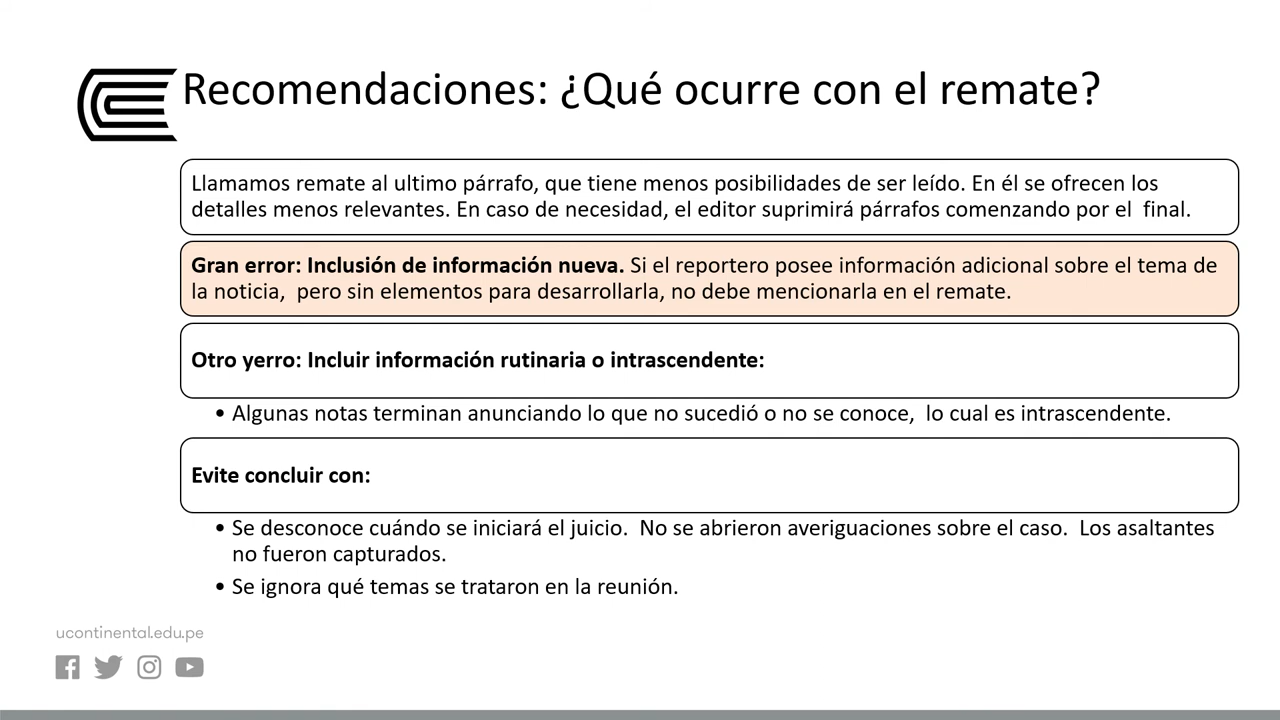 Recomendaciones: ¿Qué ocurre con el remate?
Llamamos remate al ultimo párrafo, que tiene menos posibilidades de ser leído. En él se ofrecen los
detalles menos relevantes. En caso de necesidad, el editor suprimirá párrafos comenzando por el  final.
Gran error: Inclusión de información nueva. Si el reportero posee información adicional sobre el tema de
la noticia,  pero sin elementos para desarrollarla, no debe mencionarla en el remate.
Otro yerro: Incluir información rutinaria o intrascendente:
• Algunas notas terminan anunciando lo que no sucedió o no se conoce,  lo cual es intrascendente.
Evite concluir con:
• Se desconoce cuándo se iniciará el juicio.  No se abrieron averiguaciones sobre el caso.  Los asaltantes
no fueron capturados.
• Se ignora qué temas se trataron en la reunión.
ucontinental.edu.pe